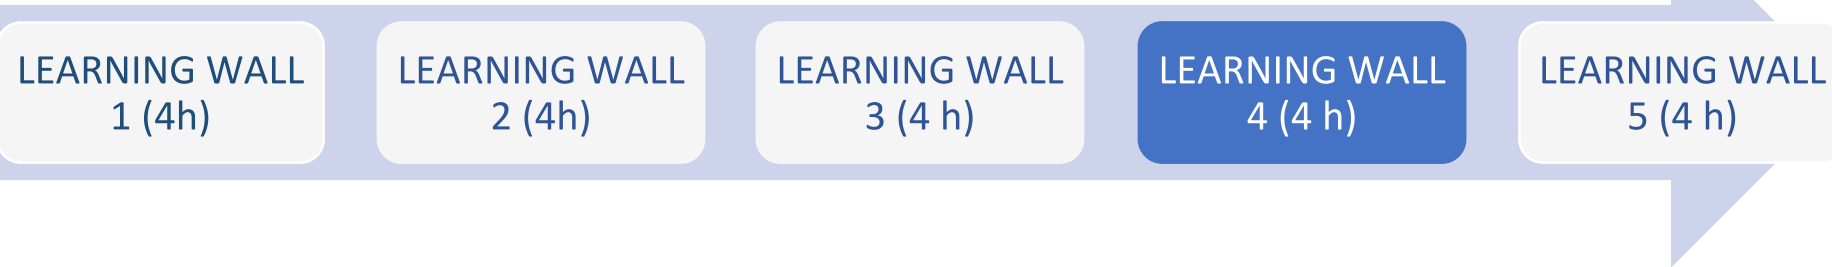 LEARNING WALL
1 (4h)
LEARNING WALL
2 (4h)
LEARNING WALL
3 (4 h)
LEARNING WALL
4 (4 h)
LEARNING WALL
5 (4 h)